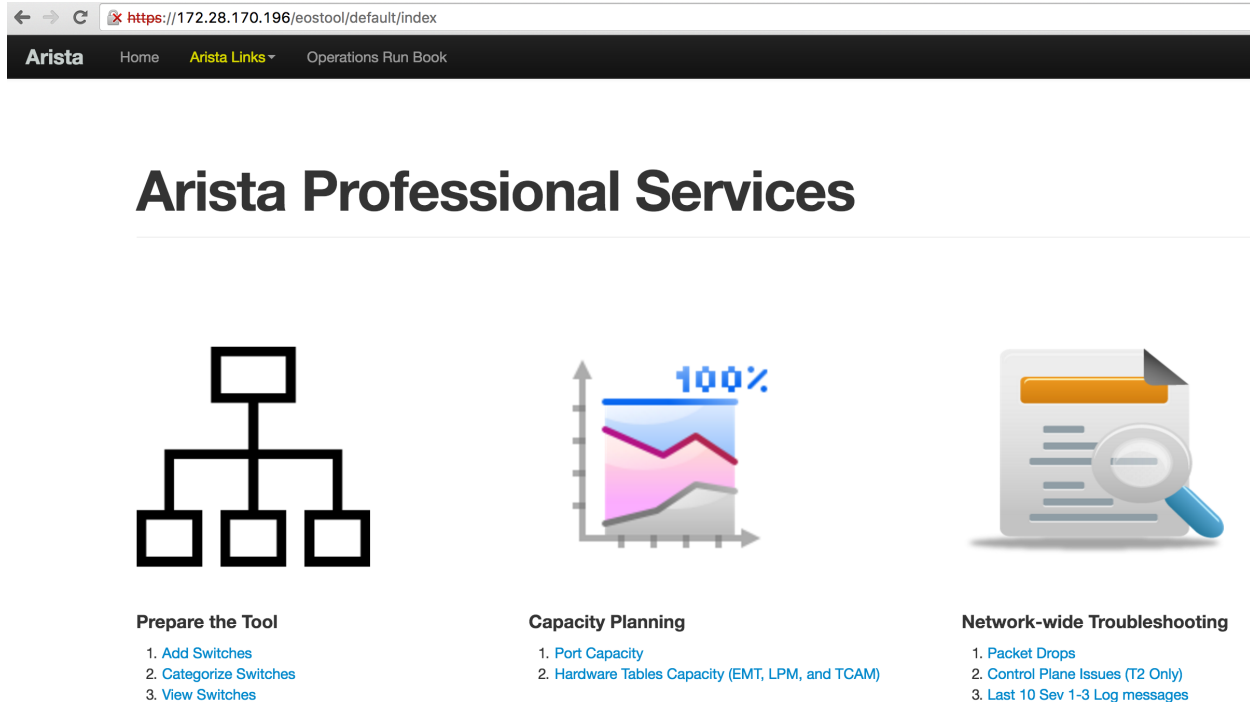 https://172.28.170.196/eostool/default/index
Arista Home Arista Links Operations Run Book
Arista Professional Services
100%
Prepare the Tool
1. Add Switches
2. Categorize Switches
3. View Switches
Capacity Planning
1. Port Capacity
2. Hardware Tables Capacity (EMT, LPM, and TCAM)
Network-wide Troubleshooting
1. Packet Drops
2. Control Plane Issues (T2 Only)
3. Last 10 Sev 1-3 Log messages